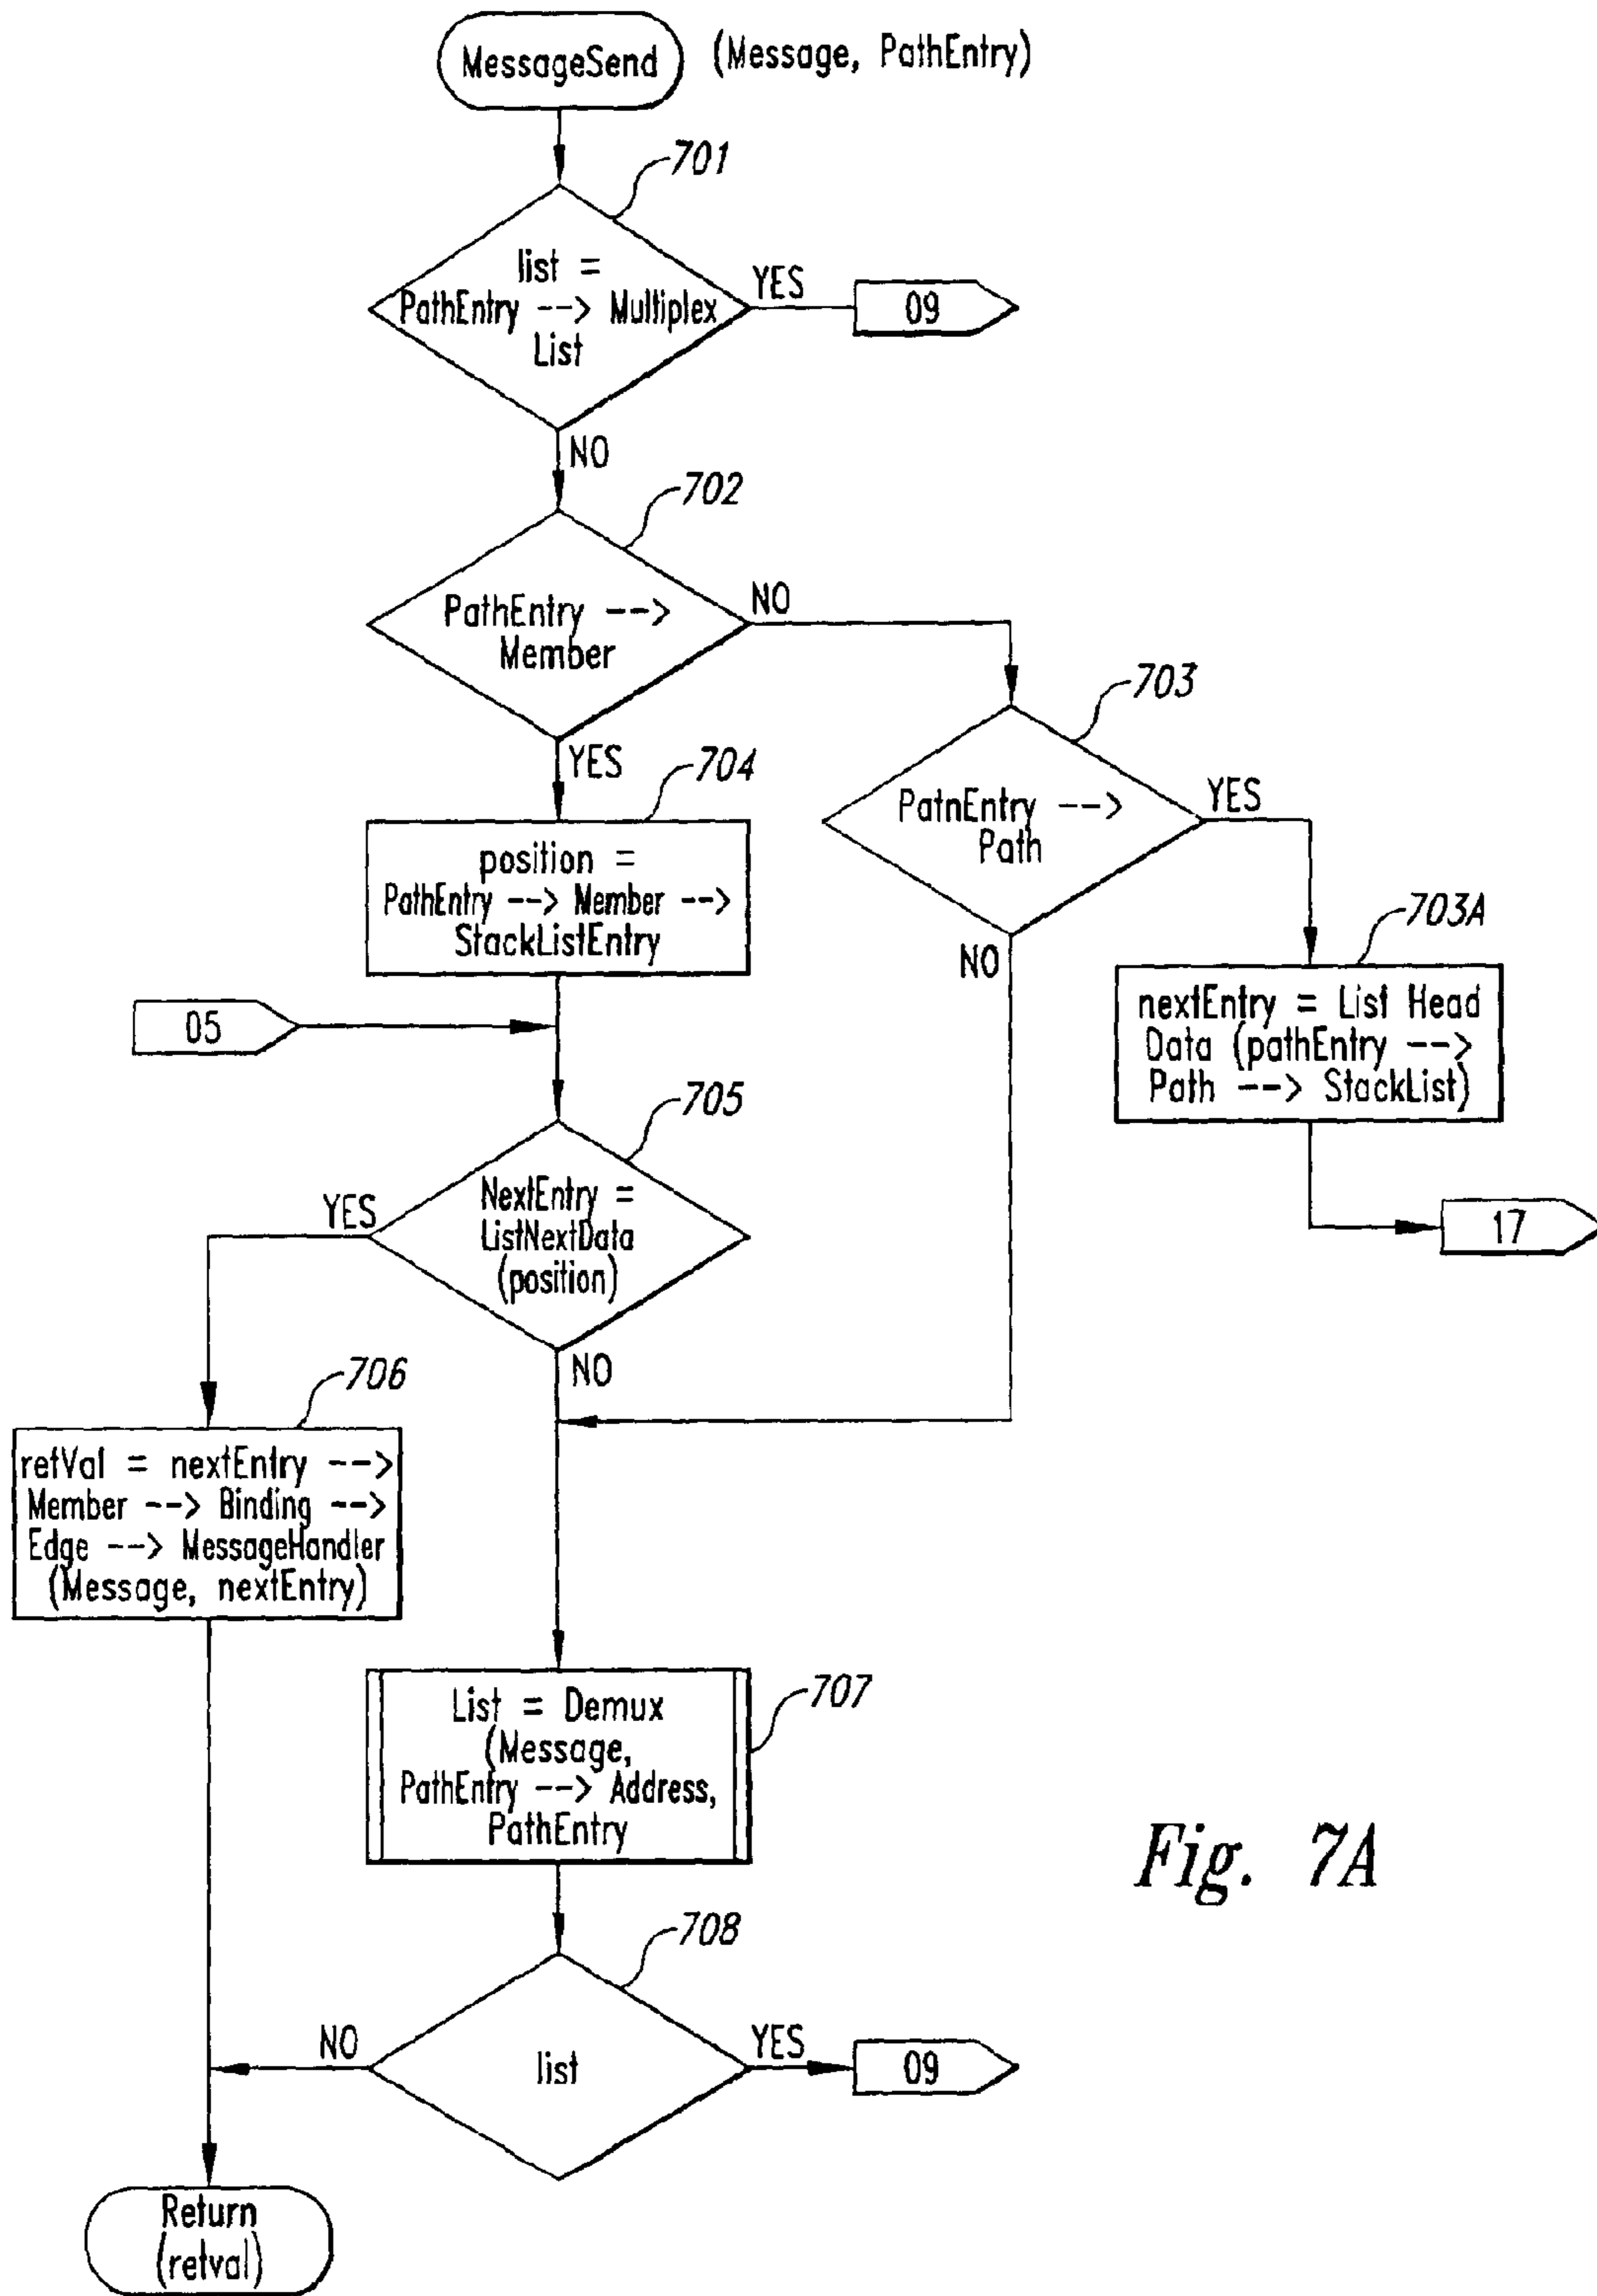 MessageSend (Message, PathEntry)
701
list =
PathEntry --> Multiplex
List
YES
09
NO
702
PathEntry -->
Member
NO
703
PatnEntry -->
Path
YES
NO
YES
704
position =
PathEntry --> Member -->
StackListEntry
703A
nextEntry = List Head
Data (pathEntry -->
Path --> StackList)
17
05
705
NextEntry =
ListNextData
(position)
YES
NO
706
retVal = nextEntry -->
Member --> Binding -->
Edge --> MessageHandler
(Message, nextEntry)
707
List = Demux
(Message,
PathEntry --> Address,
PathEntry
708
list
NO
YES
09
Return
(retval)
Fig. 7A